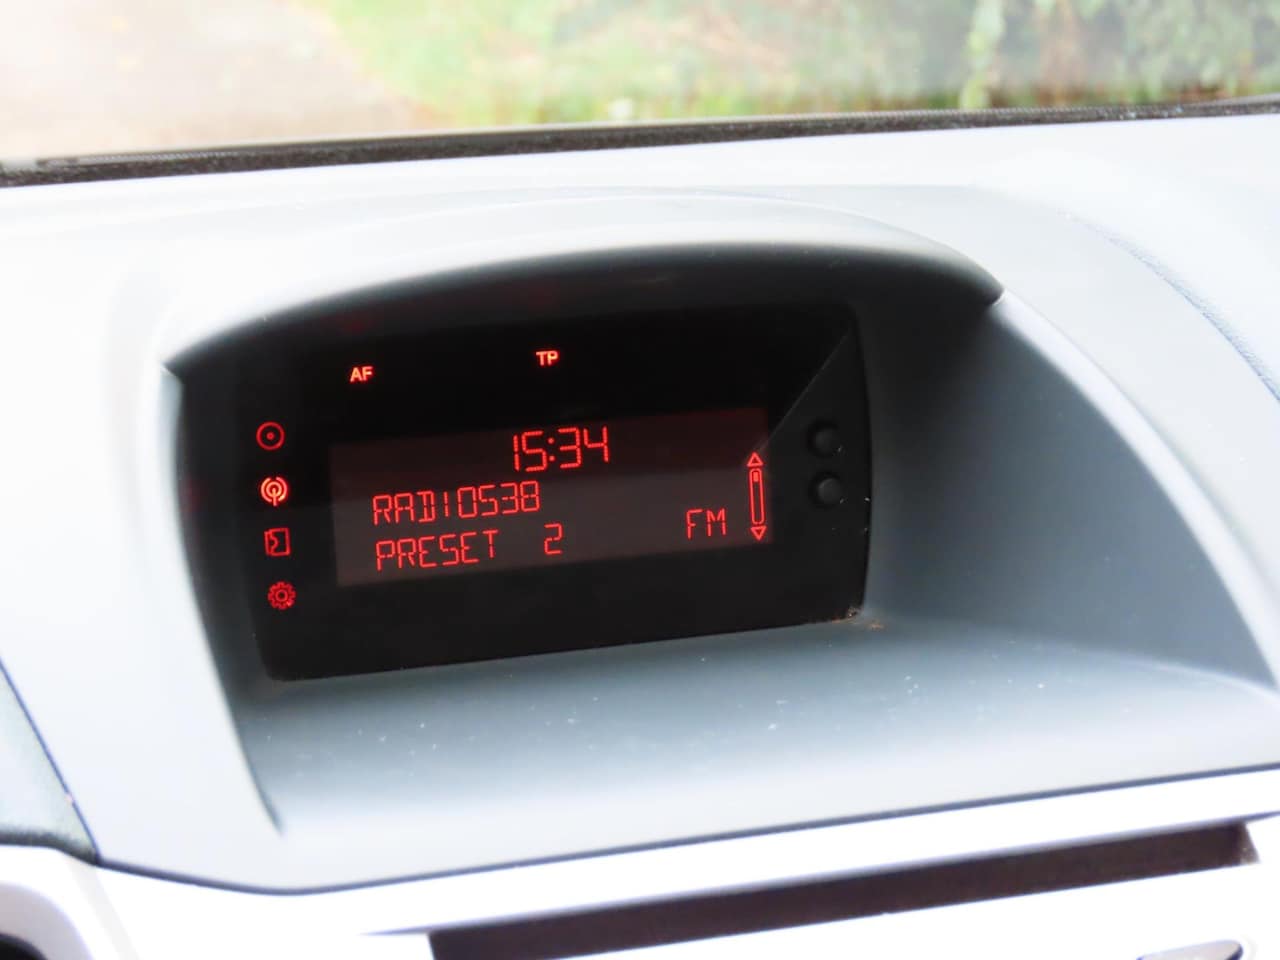 AF TP
15:34
RADIO538
PRESET 2 FM